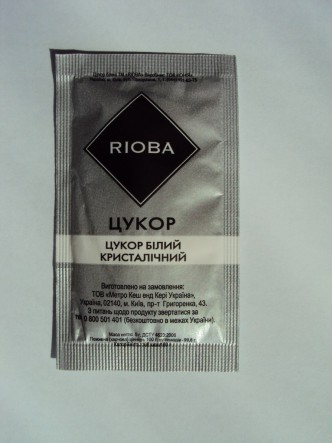 RIOBA
ЦУКОР
ЦУКОР БІЛИЙ
КРИСТАЛІЧНИЙ
Виготовлено на замовлення:
ТОВ «Метро Кеш енд Кері Україна»,
Україна, 02140, м. Київ, пр-т Григоренка, 43.
З питань щодо продукту звертатися за
тел 0 800 501 401 (безкоштовно в межах України).